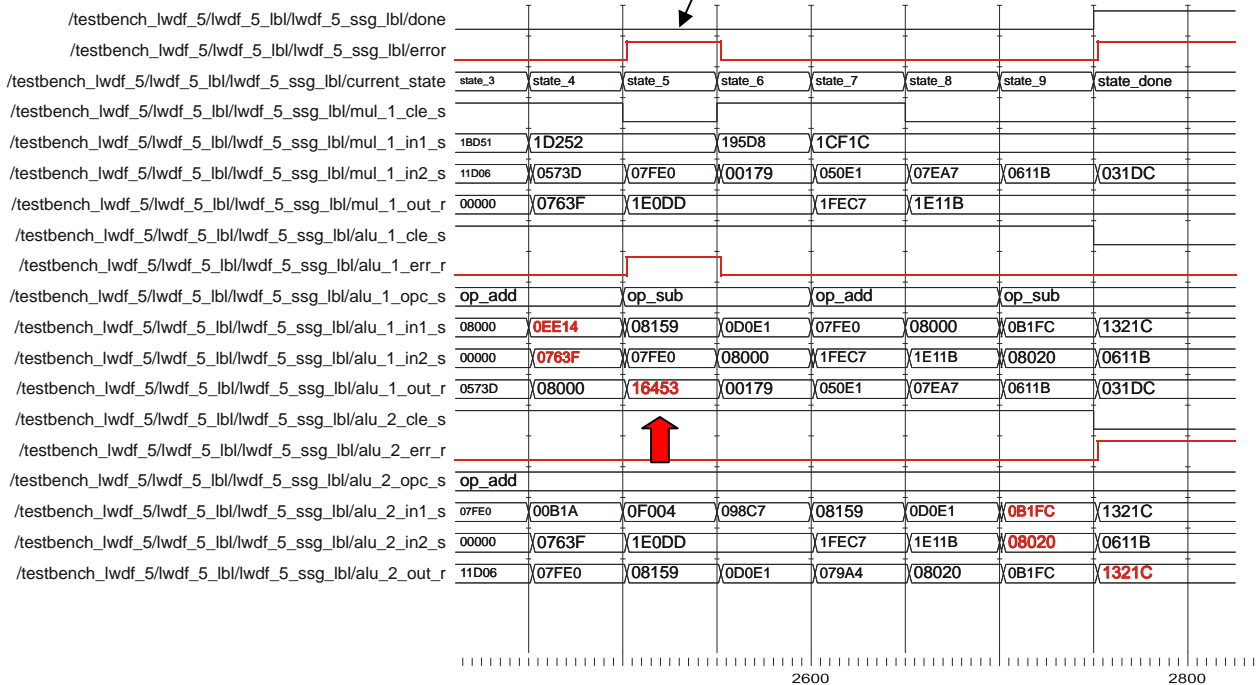 /testbench_lwdf_5/lwdf_5_lbl/lwdf_5_ssg_lbl/done
/testbench_lwdf_5/lwdf_5_lbl/lwdf_5_ssg_lbl/error
/testbench_lwdf_5/lwdf_5_lbl/lwdf_5_ssg_lbl/current_state state_3 state_4 state_5 state_6 state_7 state_8 state_9 state_done
/testbench_lwdf_5/lwdf_5_lbl/lwdf_5_ssg_lbl/mul_1_cle_s
/testbench_lwdf_5/lwdf_5_lbl/lwdf_5_ssg_lbl/mul_1_in1_s 1BD51 1D252 195D8 1CF1C
/testbench_lwdf_5/lwdf_5_lbl/lwdf_5_ssg_lbl/mul_1_in2_s 11D06 0573D 07FE0 00179 050E1 07EA7 0611B 031DC
/testbench_lwdf_5/lwdf_5_lbl/lwdf_5_ssg_lbl/mul_1_out_r 00000 0763F 1E0DD 1FEC7 1E11B
/testbench_lwdf_5/lwdf_5_lbl/lwdf_5_ssg_lbl/alu_1_cle_s
/testbench_lwdf_5/lwdf_5_lbl/lwdf_5_ssg_lbl/alu_1_err_r
/testbench_lwdf_5/lwdf_5_lbl/lwdf_5_ssg_lbl/alu_1_opc_s op_add op_sub op_add op_sub
/testbench_lwdf_5/lwdf_5_lbl/lwdf_5_ssg_lbl/alu_1_in1_s 08000 0EE14 08159 0D0E1 07FE0 08000 0B1FC 1321C
/testbench_lwdf_5/lwdf_5_lbl/lwdf_5_ssg_lbl/alu_1_in2_s 00000 0763F 07FE0 08000 1FEC7 1E11B 08020 0611B
/testbench_lwdf_5/lwdf_5_lbl/lwdf_5_ssg_lbl/alu_1_out_r 0573D 08000 16453 00179 050E1 07EA7 0611B 031DC
/testbench_lwdf_5/lwdf_5_lbl/lwdf_5_ssg_lbl/alu_2_cle_s
/testbench_lwdf_5/lwdf_5_lbl/lwdf_5_ssg_lbl/alu_2_err_r
/testbench_lwdf_5/lwdf_5_lbl/lwdf_5_ssg_lbl/alu_2_opc_s op_add
/testbench_lwdf_5/lwdf_5_lbl/lwdf_5_ssg_lbl/alu_2_in1_s 07FE0 00B1A 0F004 098C7 08159 0D0E1 0B1FC 1321C
/testbench_lwdf_5/lwdf_5_lbl/lwdf_5_ssg_lbl/alu_2_in2_s 00000 0763F 1E0DD 1FEC7 1E11B 08020 0611B
/testbench_lwdf_5/lwdf_5_lbl/lwdf_5_ssg_lbl/alu_2_out_r 11D06 07FE0 08159 0D0E1 079A4 08020 0B1FC 1321C
2600 2800